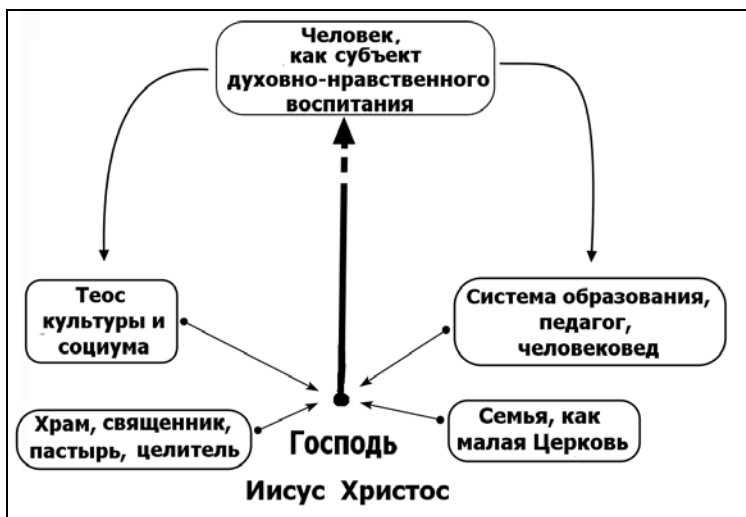 Человек,
как субъект
духовно-нравственного
воспитания
Теос
культуры и
социума
Система образования,
педагог,
человековед
Храм, священник,
пастырь, целитель
Семья, как
малая Церковь
Господь
Иисус Христос